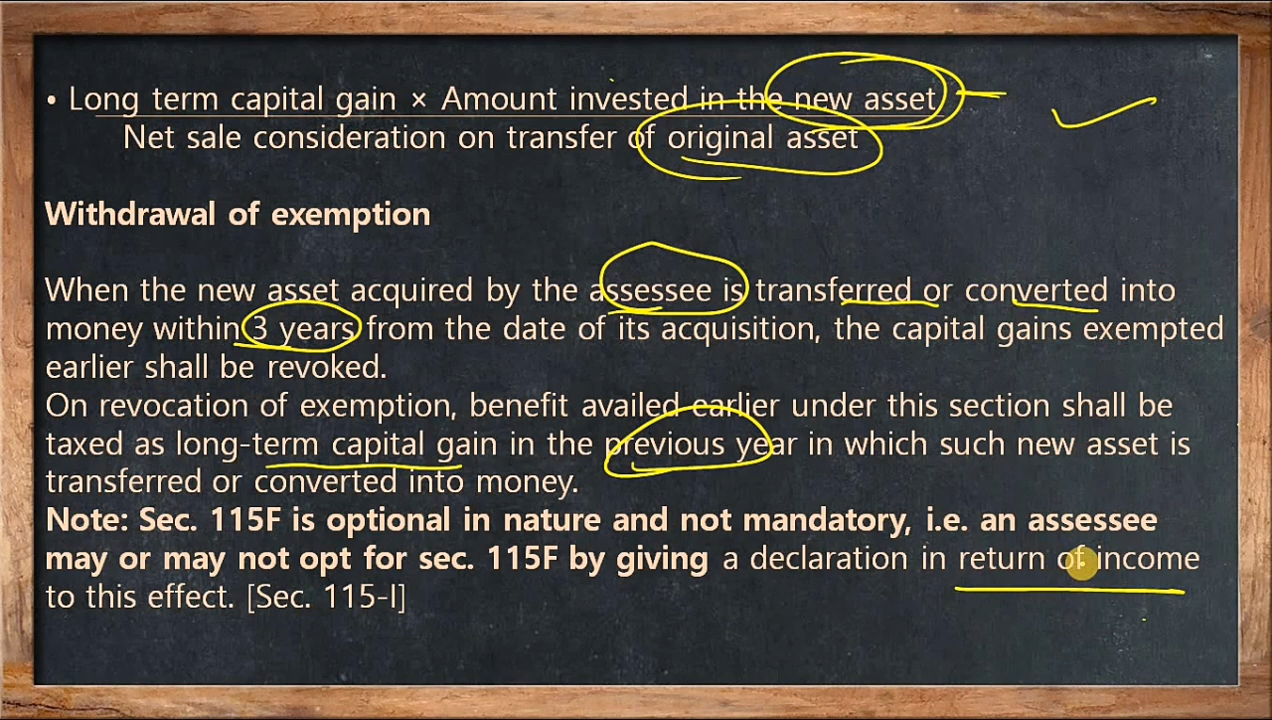 • Long term capital gain × Amount invested in the new asset
Net sale consideration on transfer of original asset
Withdrawal of exemption
When the new asset acquired by the assessee is transferred or converted into
money within 3 years from the date of its acquisition, the capital gains exempted
earlier shall be revoked.
On revocation of exemption, benefit availed earlier under this section shall be
taxed as long-term capital gain in the previous year in which such new asset is
transferred or converted into money.
Note: Sec. 115F is optional in nature and not mandatory, i.e. an assessee
may or may not opt for sec. 115F by giving a declaration in return of income
to this effect. [Sec. 115-I]